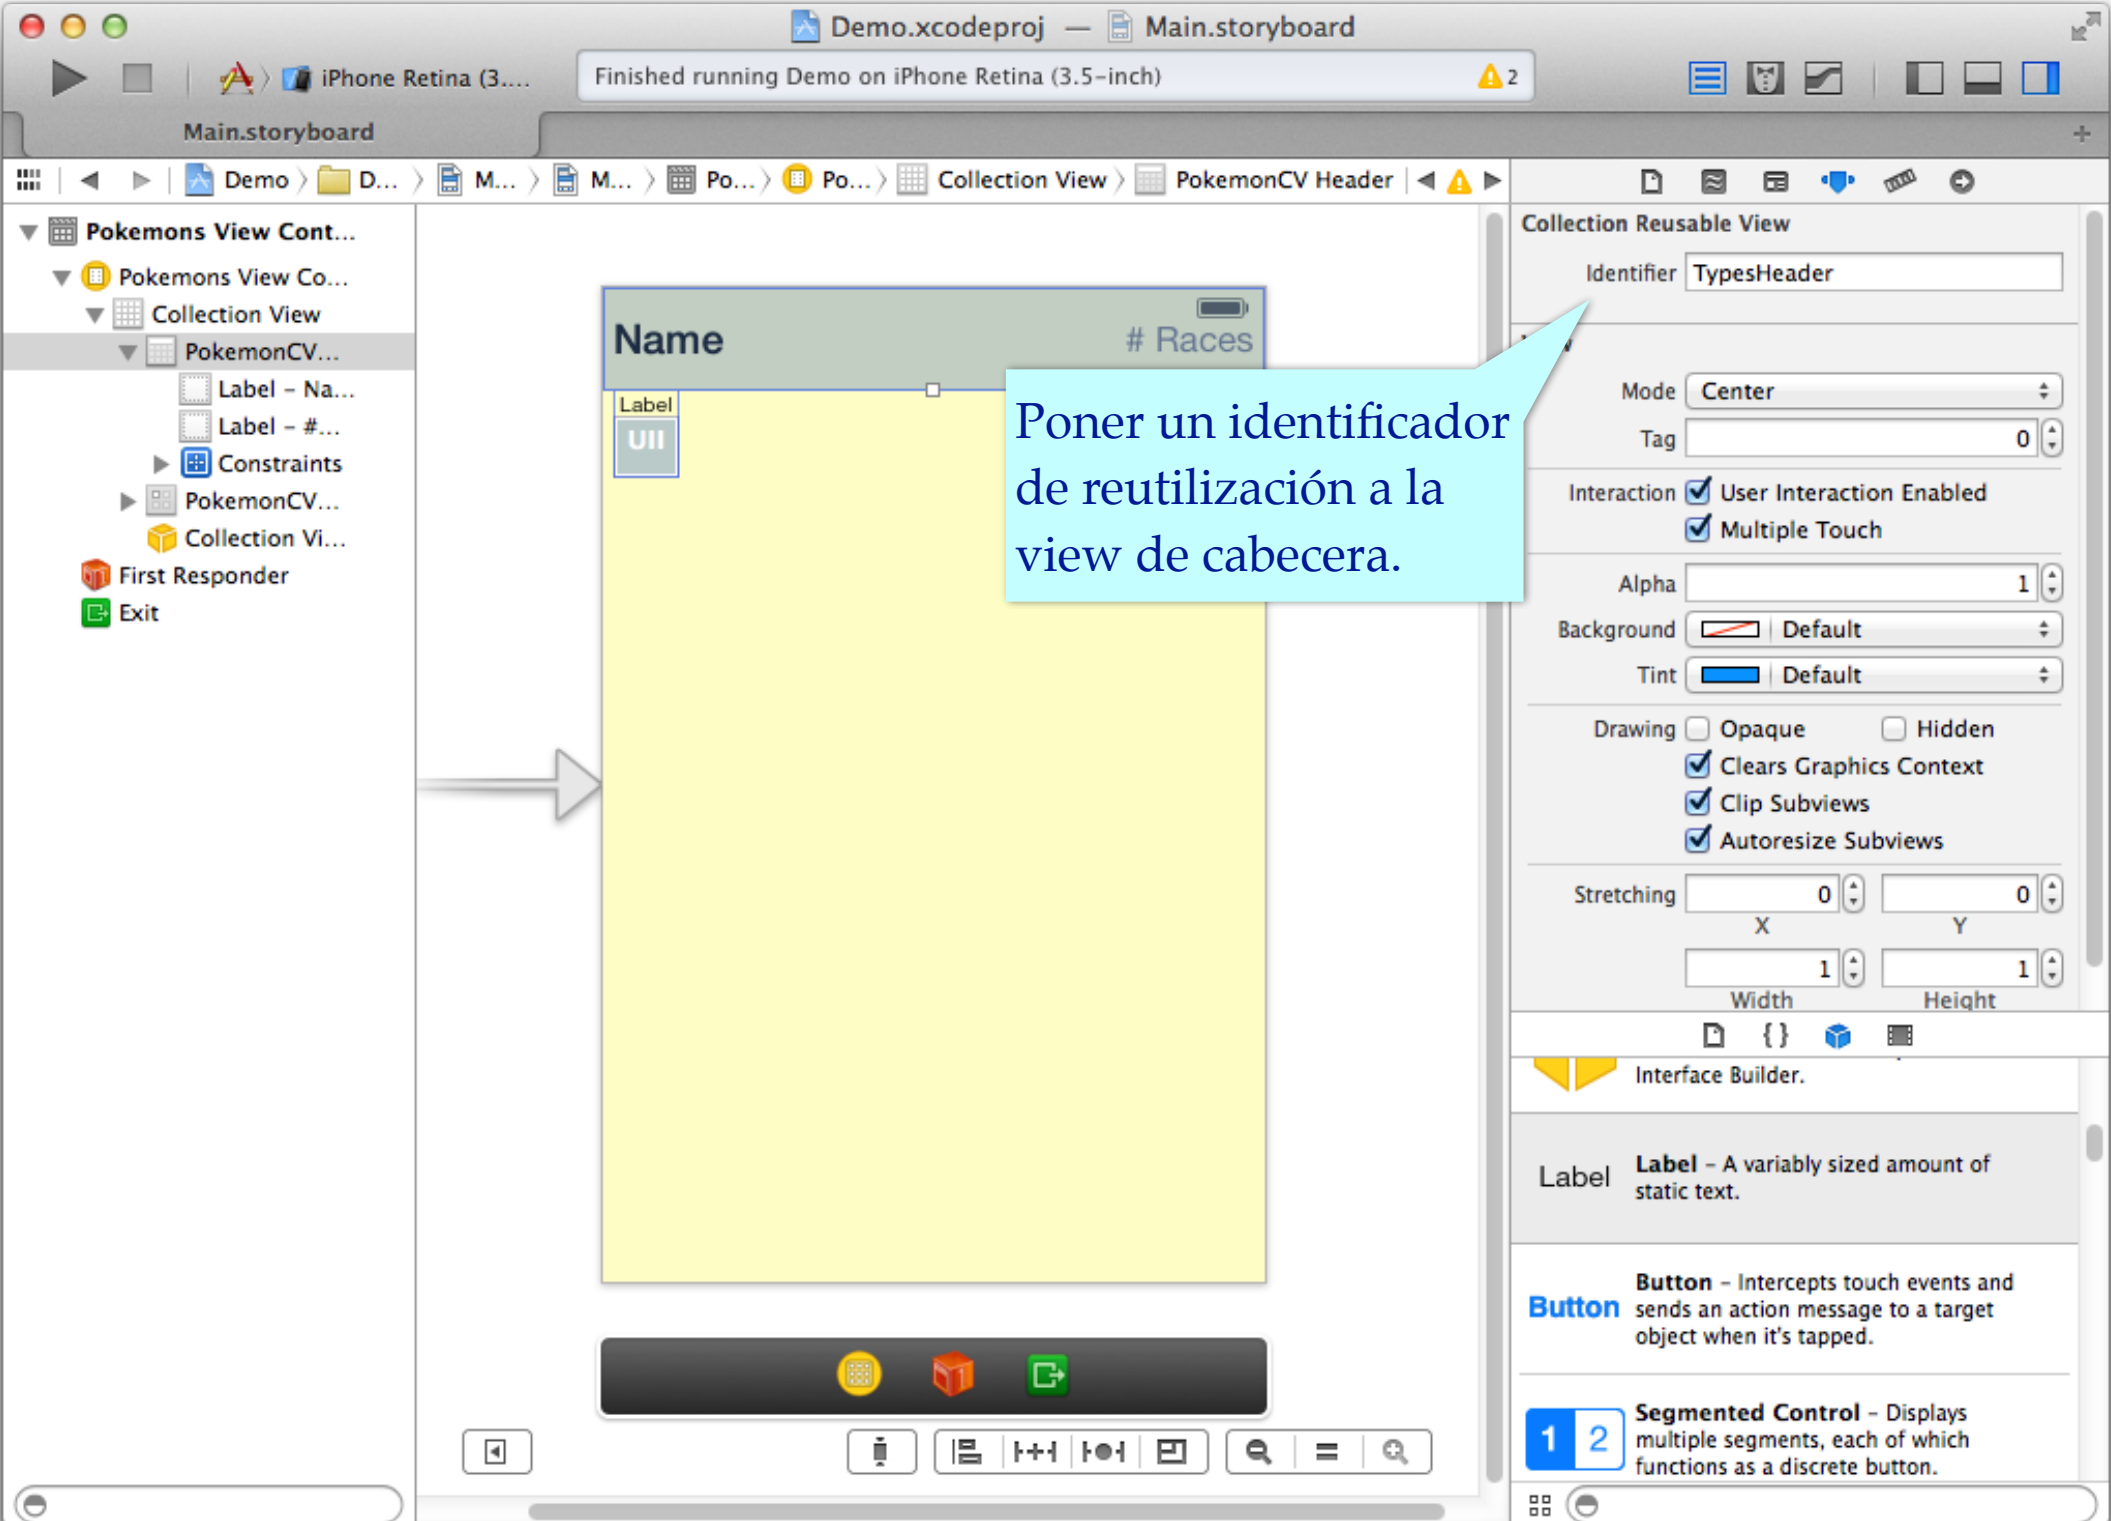 Demo.xcodeproj — Main.storyboard
iPhone Retina (3....
Finished running Demo on iPhone Retina (3.5-inch)
2
Main.storyboard
Demo
D...
M...
M...
Po...
Po...
Collection View
PokemonCV Header
Pokemons View Cont...
Pokemons View Co...
Collection View
PokemonCV...
Label – Na...
Label – #...
Constraints
PokemonCV...
Collection Vi...
First Responder
Exit
Name
# Races
Label
UII
Poner un identificador
de reutilización a la
view de cabecera.
Collection Reusable View
Identifier TypesHeader
Mode Center
Tag 0
Interaction User Interaction Enabled
Multiple Touch
Alpha 1
Background Default
Tint Default
Drawing Opaque Hidden
Clears Graphics Context
Clip Subviews
Autoresize Subviews
Stretching 0 0
X Y
1 1
Width Height
{}
Interface Builder.
Label
Label – A variably sized amount of
static text.
Button
Button – Intercepts touch events and
sends an action message to a target
object when it's tapped.
1 2
Segmented Control – Displays
multiple segments, each of which
functions as a discrete button.